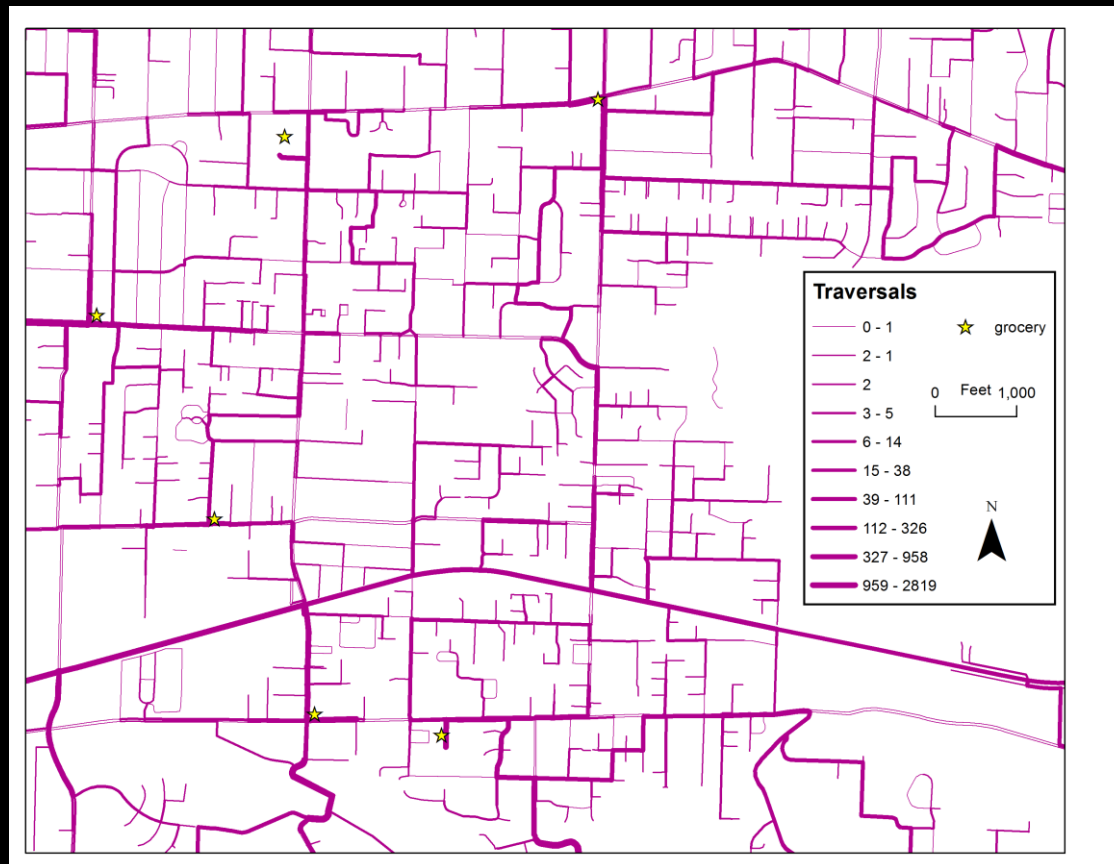 Traversals
0 - 1
grocery
2 - 1
2
0 Feet 1,000
3 - 5
6 - 14
15 - 38
39 - 111
N
112 - 326
327 - 958
959 - 2819